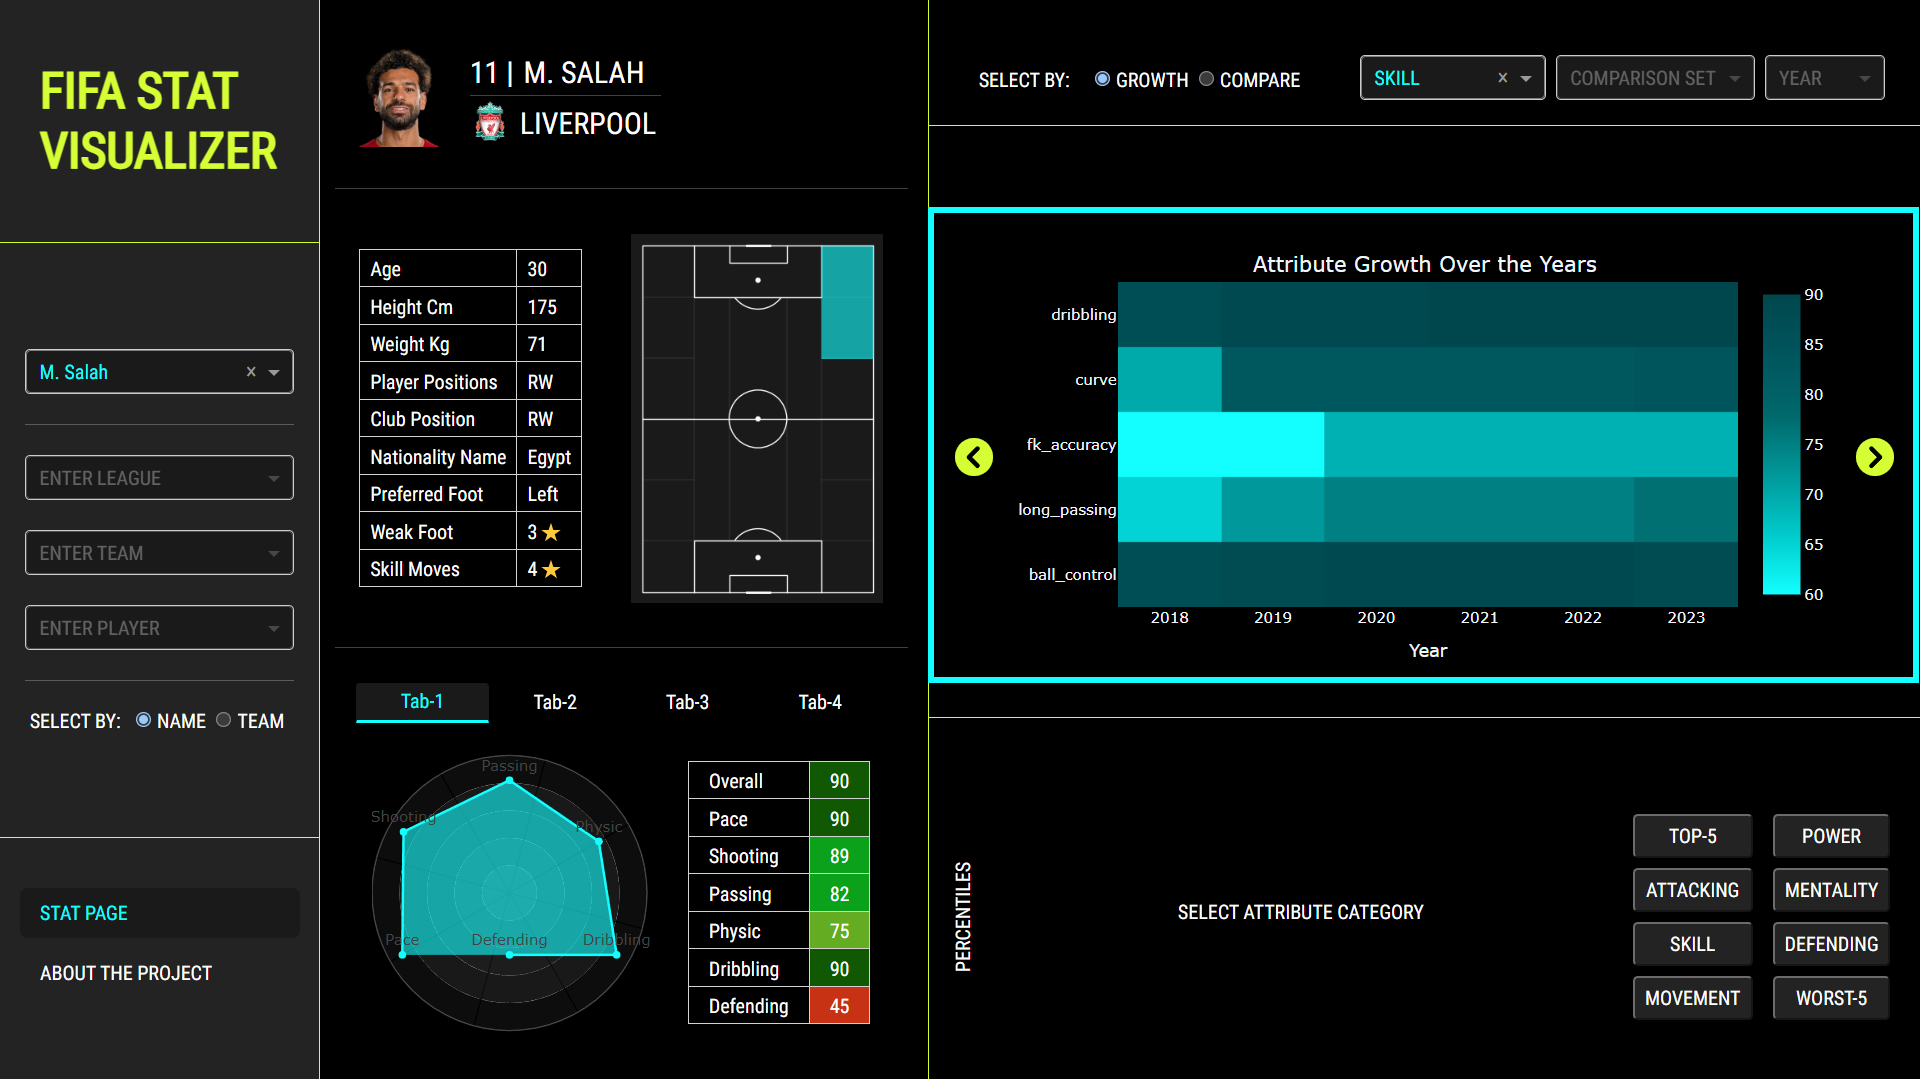 FIFA STAT
VISUALIZER
M. Salah
ENTER LEAGUE
ENTER TEAM
ENTER PLAYER
SELECT BY: NAME TEAM
STAT PAGE
ABOUT THE PROJECT
11 | M. SALAH
LIVERPOOL
Age 30
Height Cm 175
Weight Kg 71
Player Positions RW
Club Position RW
Nationality Name Egypt
Preferred Foot Left
Weak Foot 3
Skill Moves 4
Tab-1 Tab-2 Tab-3 Tab-4
Passing
Shooting
Physic
Pace
Defending
Dribbling
Overall 90
Pace 90
Shooting 89
Passing 82
Physic 75
Dribbling 90
Defending 45
SELECT BY: GROWTH COMPARE
SKILL
COMPARISON SET
YEAR
Attribute Growth Over the Years
dribbling
curve
fk_accuracy
long_passing
ball_control
2018 2019 2020 2021 2022 2023
Year
90
85
80
75
70
65
60
PERCENTILES
SELECT ATTRIBUTE CATEGORY
TOP-5 POWER
ATTACKING MENTALITY
SKILL DEFENDING
MOVEMENT WORST-5